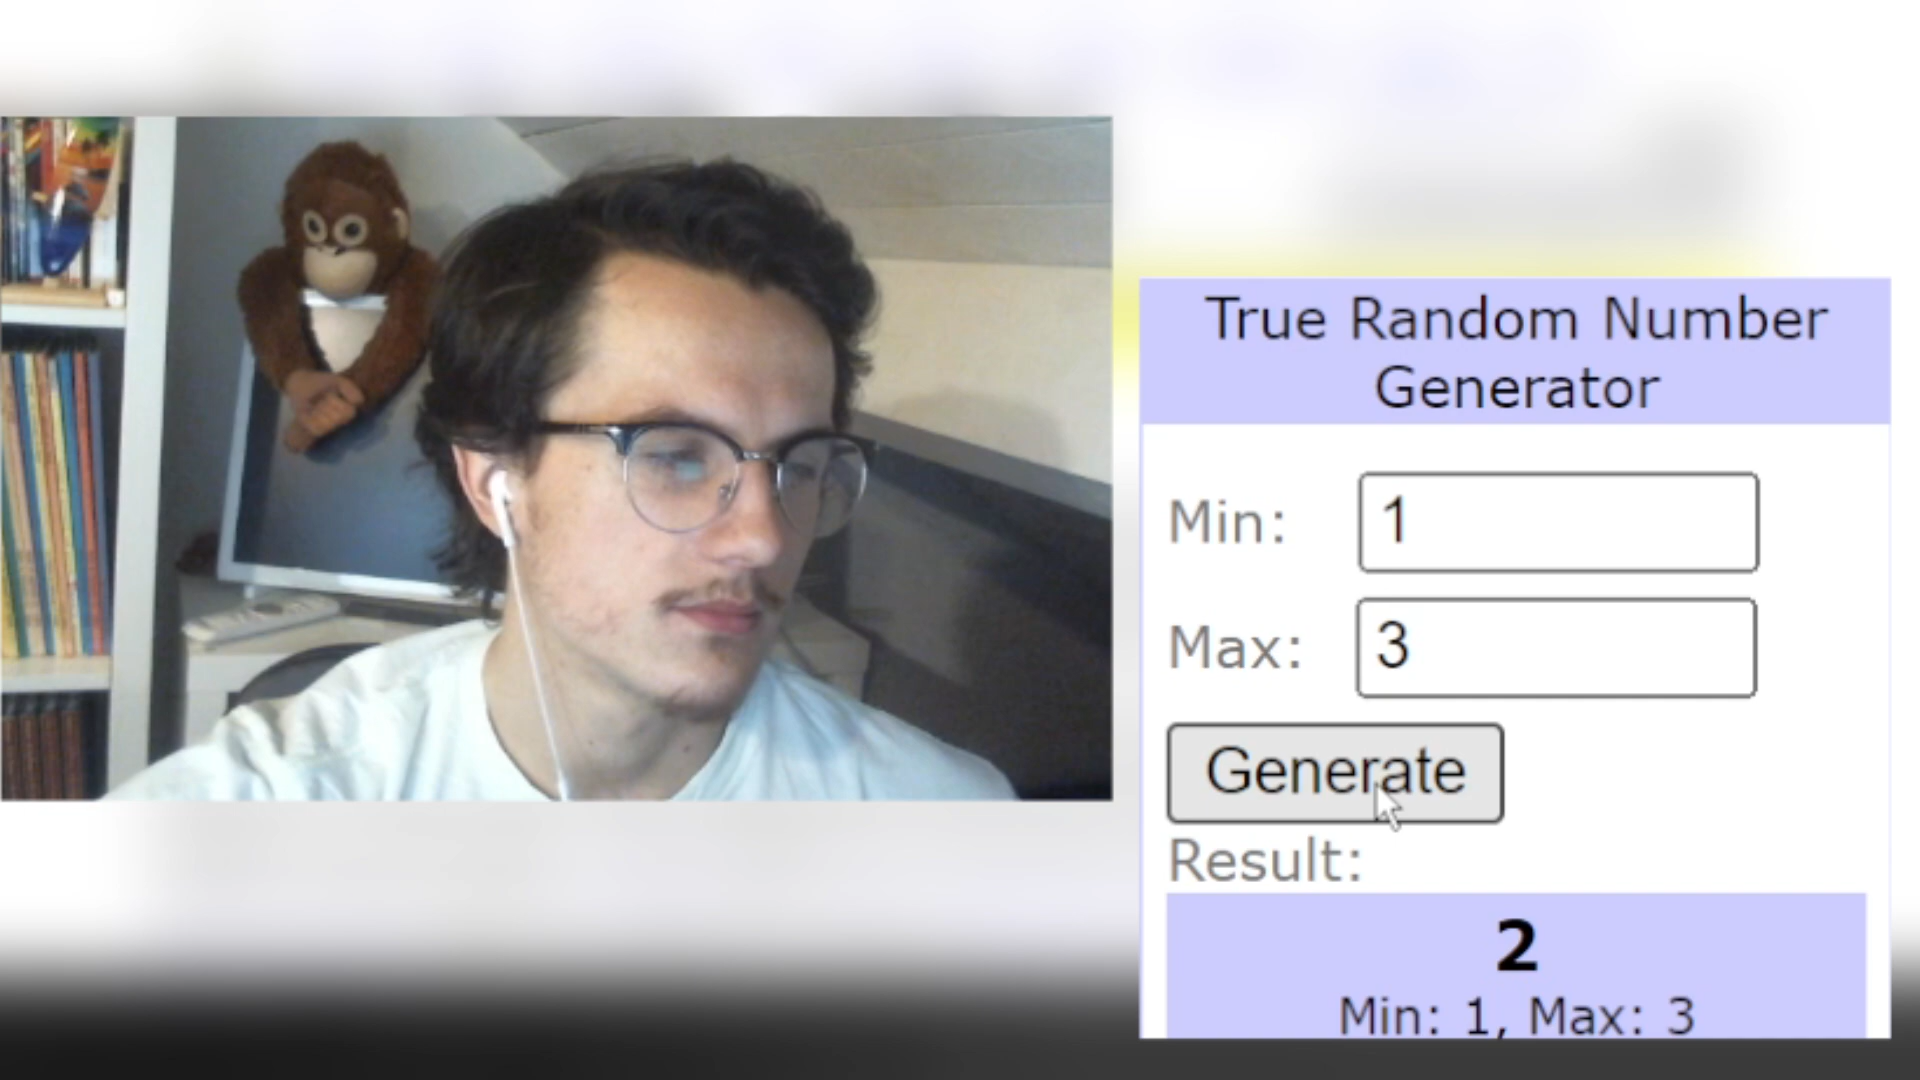 True Random Number
Generator
Min: 1
Max: 3
Generate
Result:
2
Min: 1, Max: 3